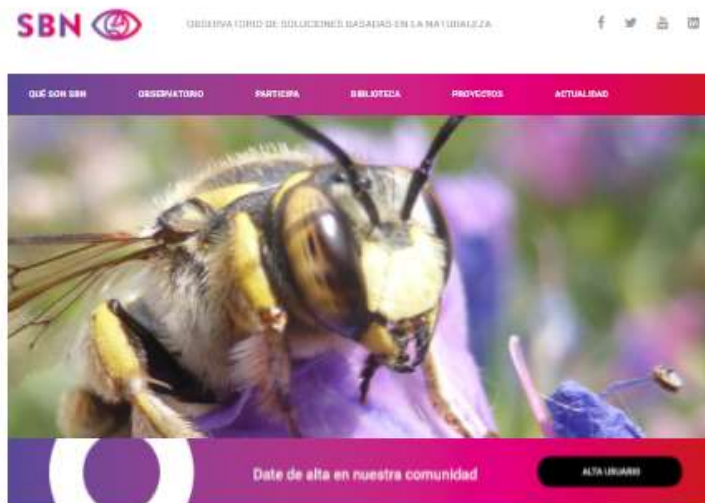 SBN
OBSERVATORIO DE SOLUCIONES BASADAS EN LA NATURALEZA
QUÉ SON SBN OBSERVATORIO PARTICIPA BIBLIOTECA PROYECTOS ACTUALIDAD
Date de alta en nuestra comunidad ALTA USUARIO